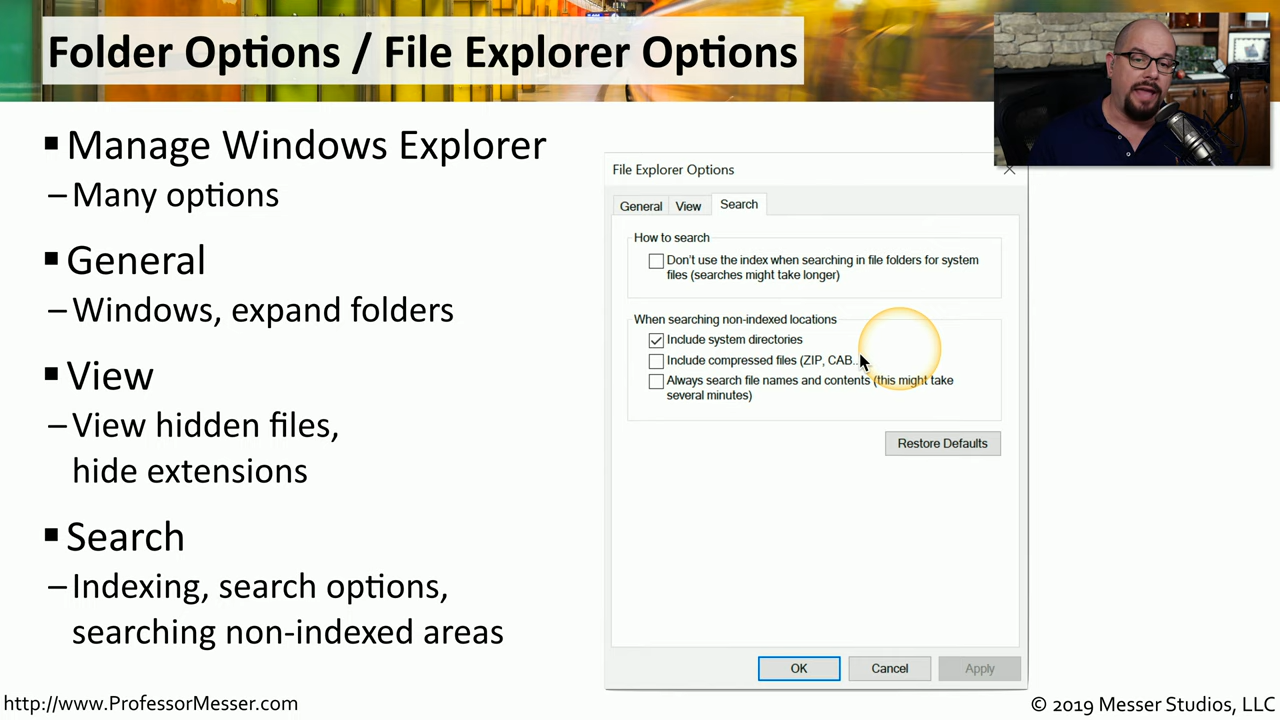 Folder Options / File Explorer Options
▪ Manage Windows Explorer
– Many options
▪ General
– Windows, expand folders
▪ View
– View hidden files,
hide extensions
▪ Search
– Indexing, search options,
searching non-indexed areas
File Explorer Options
General View Search
How to search
Don't use the index when searching in file folders for system
files (searches might take longer)
When searching non-indexed locations
Include system directories
Include compressed files (ZIP, CAB...
Always search file names and contents (this might take
several minutes)
Restore Defaults
OK Cancel Apply
http://www.ProfessorMesser.com
© 2019 Messer Studios, LLC